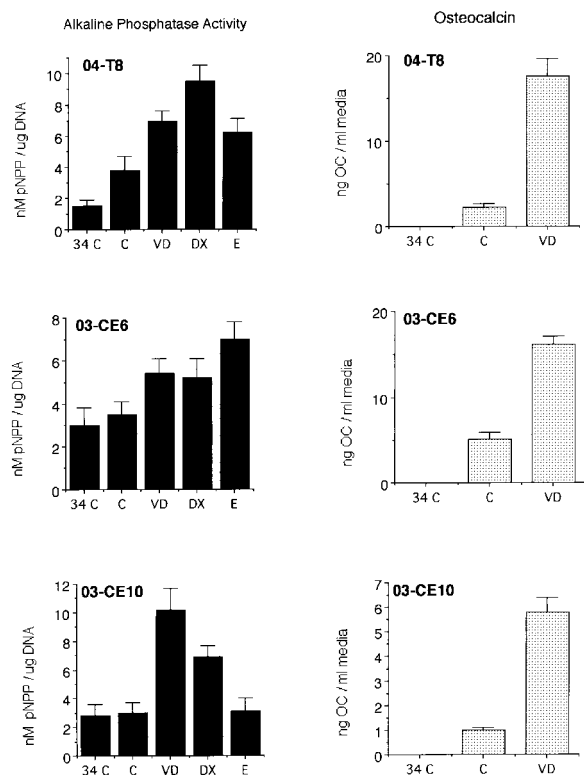 Alkaline Phosphatase Activity
Osteocalcin
04-T8
nM pNPP / ug DNA
10
8
6
4
2
0
34 C C VD DX E
04-T8
ng OC / ml media
20
10
0
34 C C VD
03-CE6
nM pNPP / ug DNA
8
6
4
2
0
34 C C VD DX E
03-CE6
ng OC / ml media
20
10
0
34 C C VD
03-CE10
nM pNPP / ug DNA
12
10
8
6
4
2
0
34 C C VD DX E
03-CE10
ng OC / ml media
7
6
5
4
3
2
1
0
34 C C VD